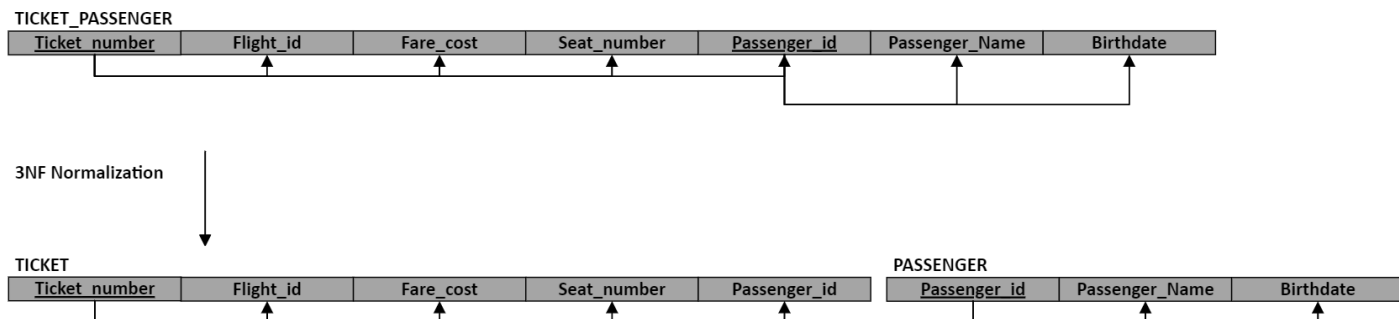 TICKET_PASSENGER
Ticket_number Flight_id Fare_cost Seat_number Passenger_id Passenger_Name Birthdate
3NF Normalization
TICKET PASSENGER
Ticket_number Flight_id Fare_cost Seat_number Passenger_id Passenger_id Passenger_Name Birthdate